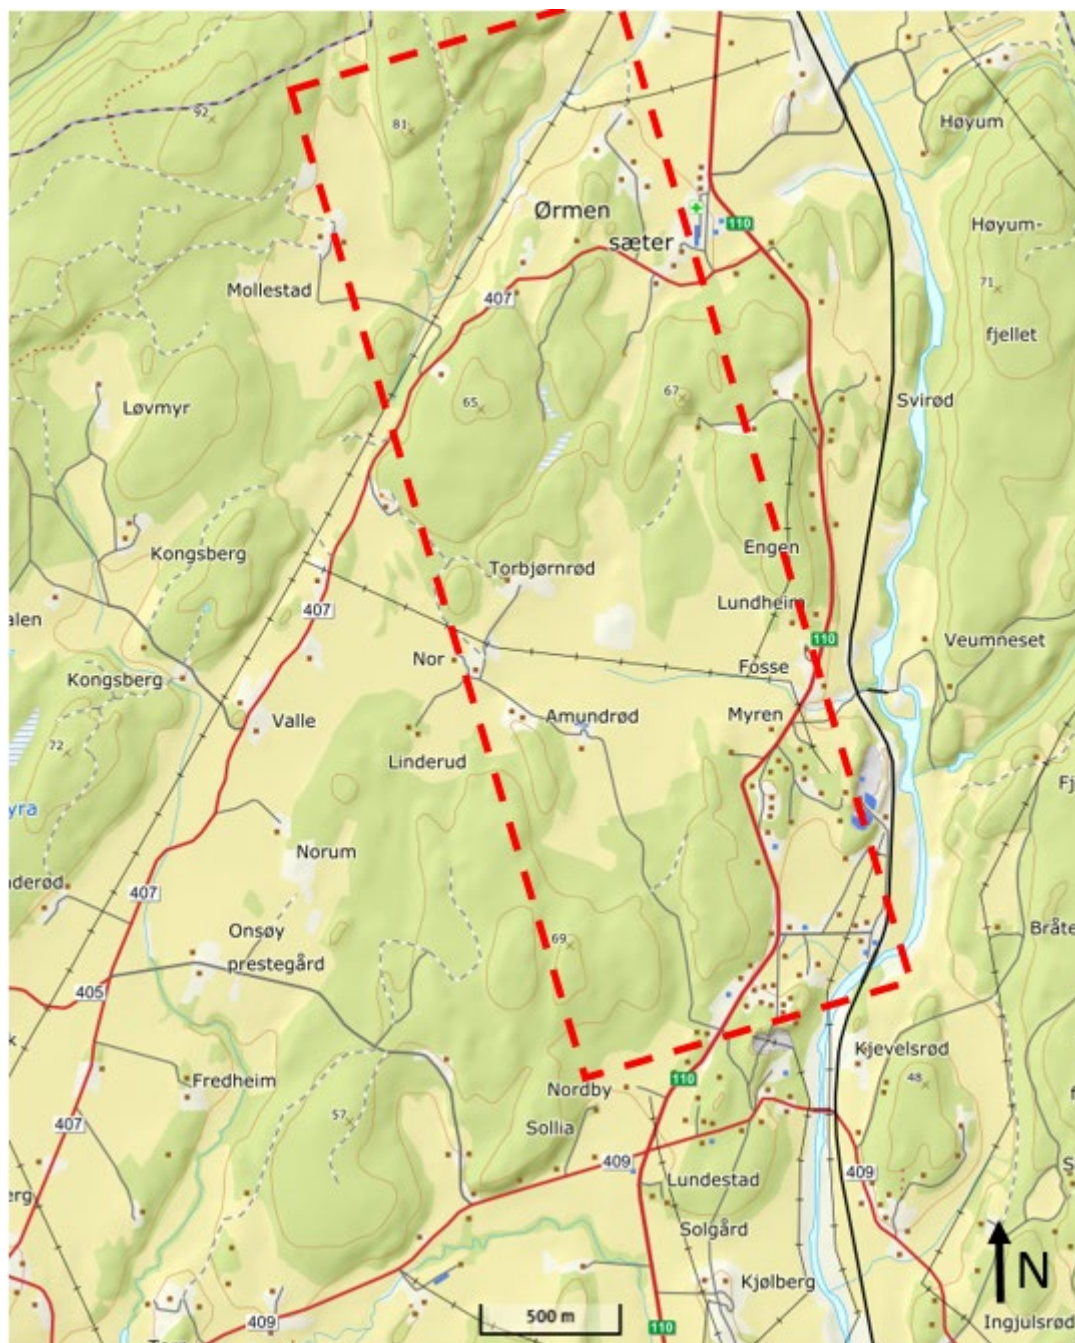 92
81
Høyum
Ørmen
sæter
110
Høyum-
71
fjellet
Mollestad
407
65
67
Løvmyr
Svirød
Kongsberg
Engen
Torbjørnrød
407
Lundheim
alen
110
Veumneset
Nor
Fosse
Kongsberg
Valle
Amundrød
Myren
72
Linderud
yra
Fj
Norum
derød
407
Onsøy
prestegård
69
Bråte
405
k
Kjevelsrød
Fredheim
110
48
Nordby
57
407
Sollia
409
409
S
erg
Lundestad
Solgård
N
Kjølberg
500 m
409
110
Ingjulsrød